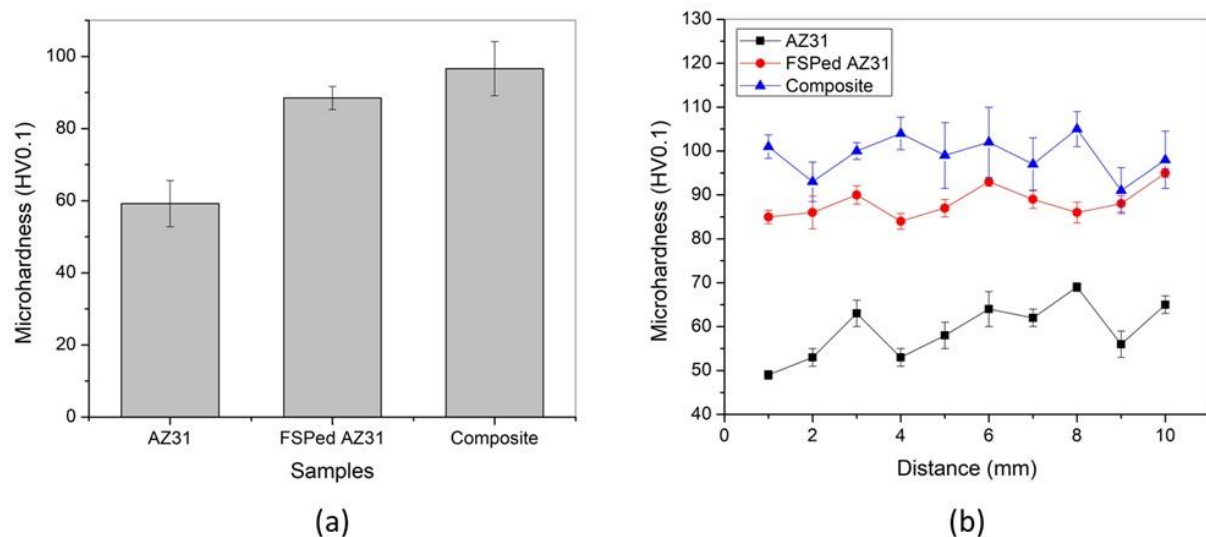 Microhardness (HV0.1)
100
80
60
40
20
0
AZ31
FSPed AZ31
Composite
Samples
(a)
Microhardness (HV0.1)
130
120
110
100
90
80
70
60
50
40
AZ31
FSPed AZ31
Composite
0
2
4
6
8
10
Distance (mm)
(b)